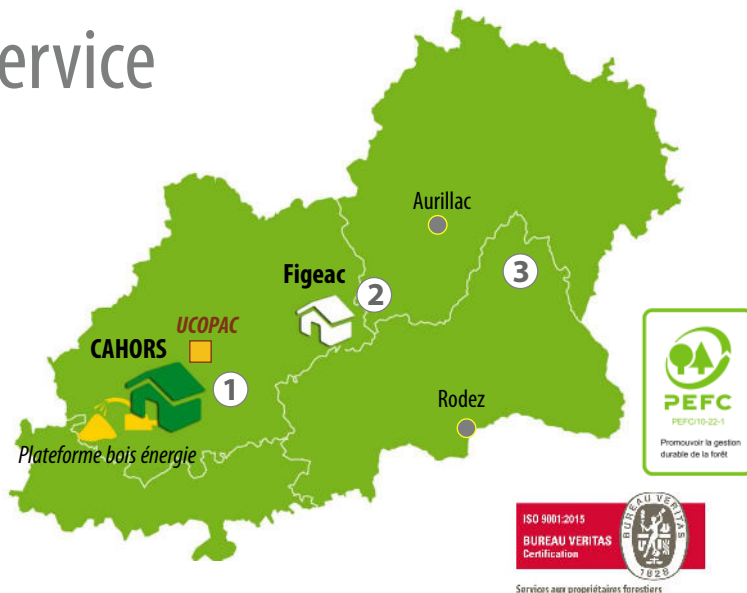 ervice
Aurillac
Figeac
2
3
UCOPAC
CAHORS
1
Rodez
Plateforme bois énergie
PEFC
PEFC/10-22-1
Promouvoir la gestion
durable de la forêt
ISO 9001:2015
BUREAU VERITAS
Certification
BUREAU VERITAS
1828
Services aux propriétaires forestiers